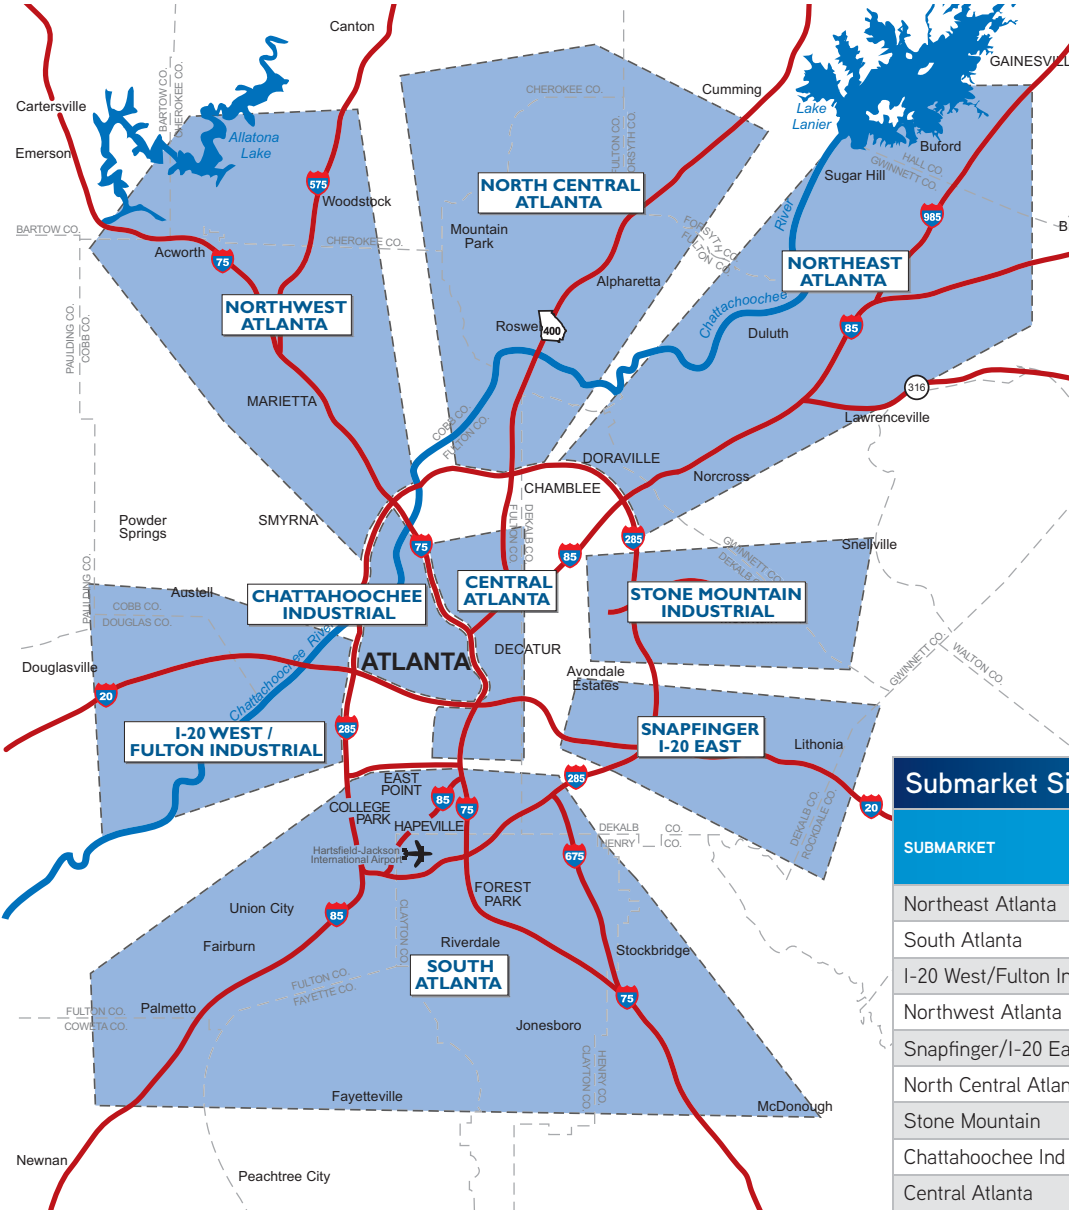 Canton
BARTOW CO.
CHEROKEE CO.
Cartersville
Emerson
Allatona
Lake
575
Woodstock
BARTOW CO.
CHEROKEE CO.
Acworth
75
NORTHWEST
ATLANTA
PAULDING CO.
COBB CO.
MARIETTA
CHEROKEE CO.
Cumming
FULTON CO.
FORSYTH CO.
NORTH CENTRAL
ATLANTA
Mountain
Park
FORSYTH CO.
FULTON CO.
Alpharetta
400
COBB CO.
FULTON CO.
Lake
Lanier
Buford
HALL CO.
GWINNETT CO.
Sugar Hill
River
985
NORTHEAST
ATLANTA
Chattachoochee
Duluth
85
316
Lawrenceville
DORAVILLE
Norcross
CHAMBLEE
FULTON CO.
DEKALB CO.
Powder
Springs
SMYRNA
75
85
285
GWINNETT CO.
Snellville
PAULDING CO.
Austell
COBB CO.
DOUGLAS CO.
CHATTAHOOCHEE
INDUSTRIAL
CENTRAL
ATLANTA
STONE MOUNTAIN
INDUSTRIAL
DECATUR
ATLANTA
Avondale
Estates
GWINNETT CO.
WALTON CO.
Douglasville
20
Chattachoochee River
285
I-20 WEST /
FULTON INDUSTRIAL
SNAPFINGER
I-20 EAST
Lithonia
20
DEKALB CO.
ROCKDALE CO.
285
EAST
POINT
85
75
COLLEGE
PARK
HAPEVILLE
DEKALB CO.
HENRY CO.
Hartsfield-Jackson
International Airport
675
FOREST
PARK
Union City
85
CLAYTON CO.
Fairburn
Riverdale
Stockbridge
SOUTH
ATLANTA
FULTON CO.
FAYETTE CO.
75
FULTON CO.
COWETA CO.
Palmetto
Jonesboro
CLAYTON CO.
HENRY CO.
Fayetteville
McDonough
Newnan
Peachtree City
SUBMARKET
Northeast Atlanta
South Atlanta
I-20 West/Fulton
Northwest Atlanta
Snapfinger/I-20
North Central
Stone Mountain
Chattahoochee Ind
Central Atlanta